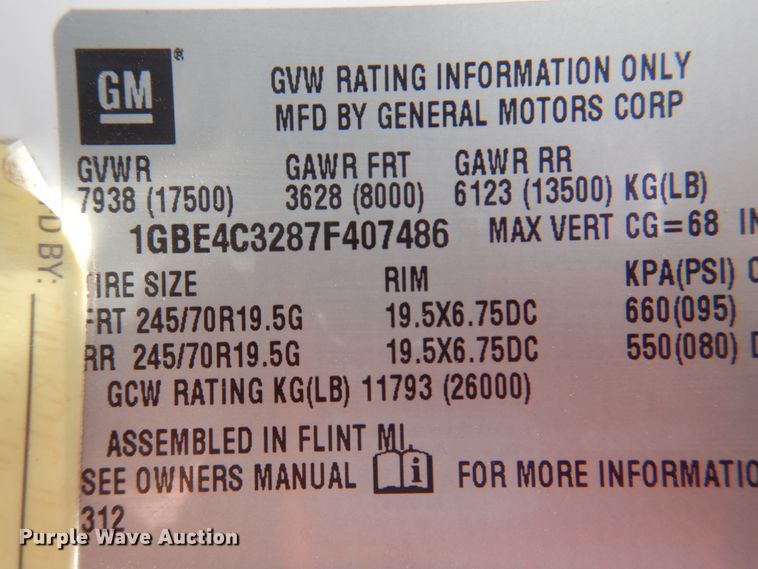 GM ®
GVW RATING INFORMATION ONLY
MFD BY GENERAL MOTORS CORP
GVWR GAWR FRT GAWR RR
7938 (17500) 3628 (8000) 6123 (13500) KG(LB)
1GBE4C3287F407486 MAX VERT CG=68 IN
TIRE SIZE RIM KPA(PSI) C
FRT 245/70R19.5G 19.5X6.75DC 660(095)
RR 245/70R19.5G 19.5X6.75DC 550(080) D
GCW RATING KG(LB) 11793 (26000)
ASSEMBLED IN FLINT MI,
SEE OWNERS MANUAL i FOR MORE INFORMATIO
312
D BY:
Purple Wave Auction